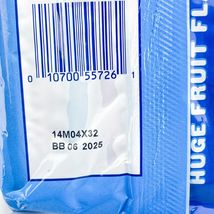 0 10700 55726 1
14M04X32
BB 06 2025
HUGE FRUIT FL